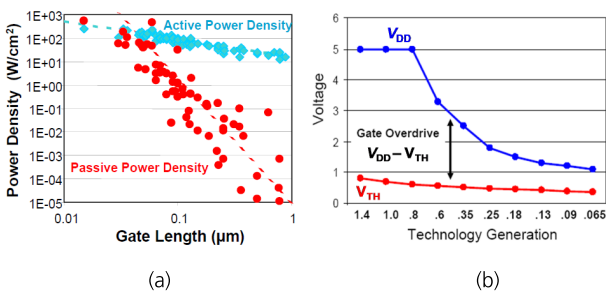 Active Power Density
Passive Power Density
Power Density (W/cm²)
1E+03
1E+02
1E+01
1E+00
1E-01
1E-02
1E-03
1E-04
1E-05
0.01 0.1 1
Gate Length (μm)
(a)
Voltage
6
5
4
3
2
1
0
VDD
Gate Overdrive
VDD – VTH
VTH
1.4 1.0 .8 .6 .35 .25 .18 .13 .09 .065
Technology Generation
(b)